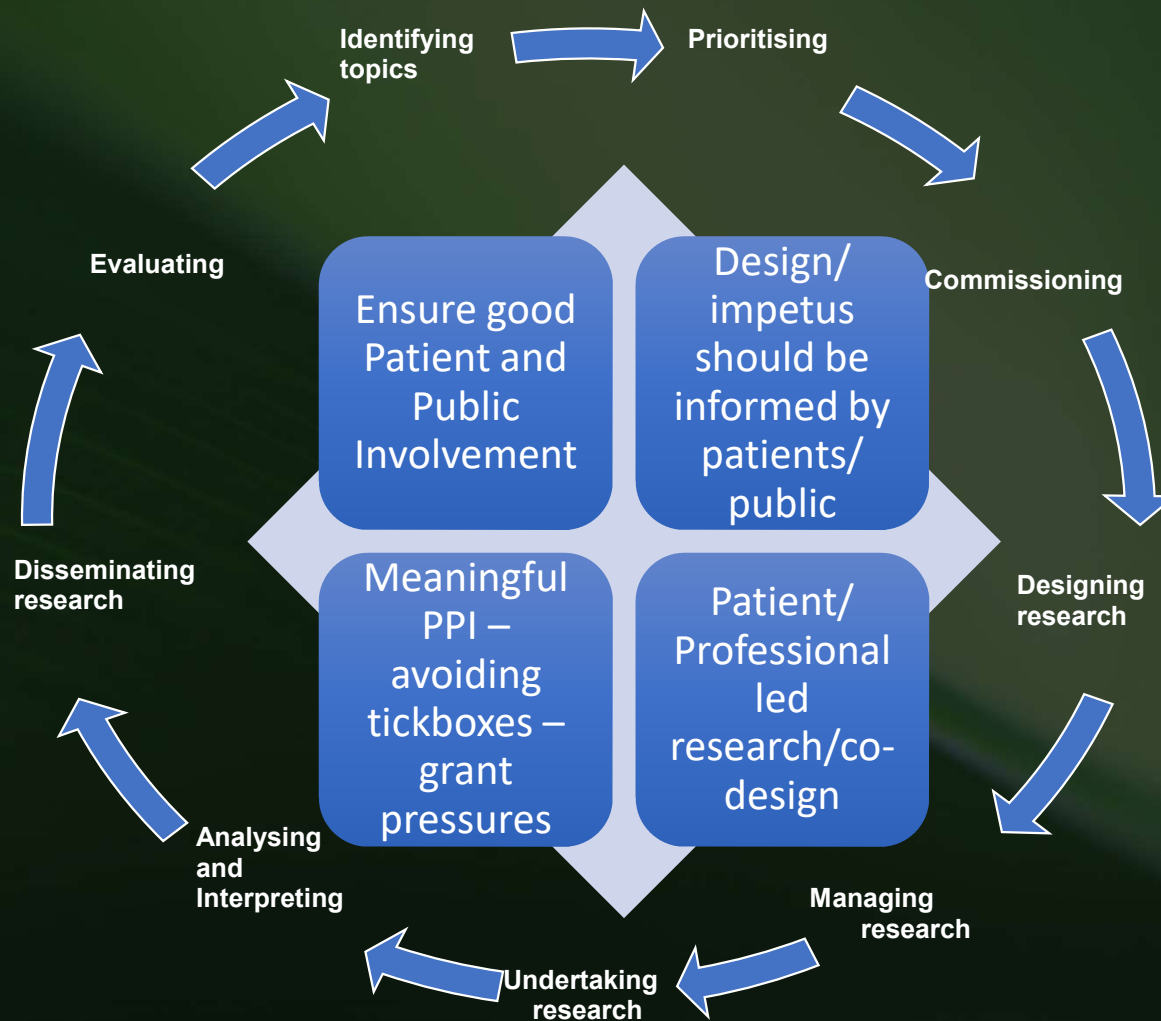 Identifying
topics
Prioritising
Commissioning
Designing
research
Managing
research
Undertaking
research
Analysing
and
Interpreting
Disseminating
research
Evaluating
Ensure good
Patient and
Public
Involvement
Design/
impetus
should be
informed by
patients/
public
Meaningful
PPI –
avoiding
tickboxes –
grant
pressures
Patient/
Professional
led
research/co-
design